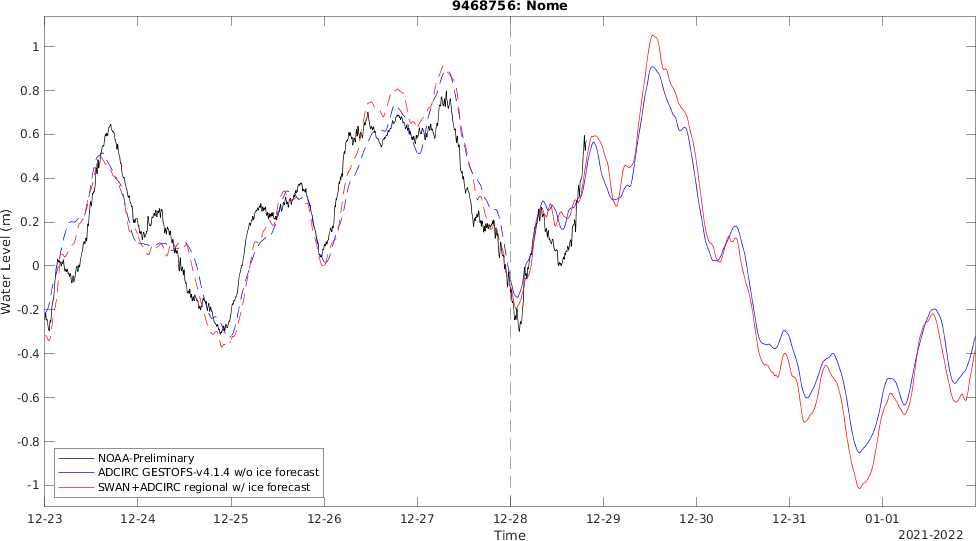 9468756: Nome
Water Level (m)
1
0.8
0.6
0.4
0.2
0
-0.2
-0.4
-0.6
-0.8
-1
NOAA-Preliminary
ADCIRC GESTOFS-v4.1.4 w/o ice forecast
SWAN+ADCIRC regional w/ ice forecast
12-23 12-24 12-25 12-26 12-27 12-28 12-29 12-30 12-31 01-01
Time
2021-2022